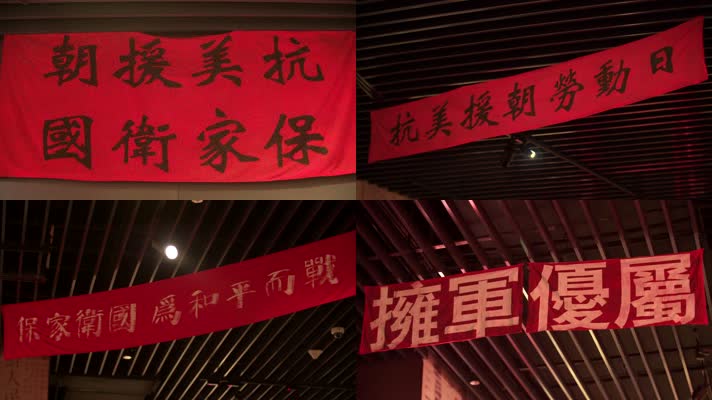 抗美援朝
保家衛國
抗美援朝勞動日
保家衛國 爲和平而戰
擁軍優屬